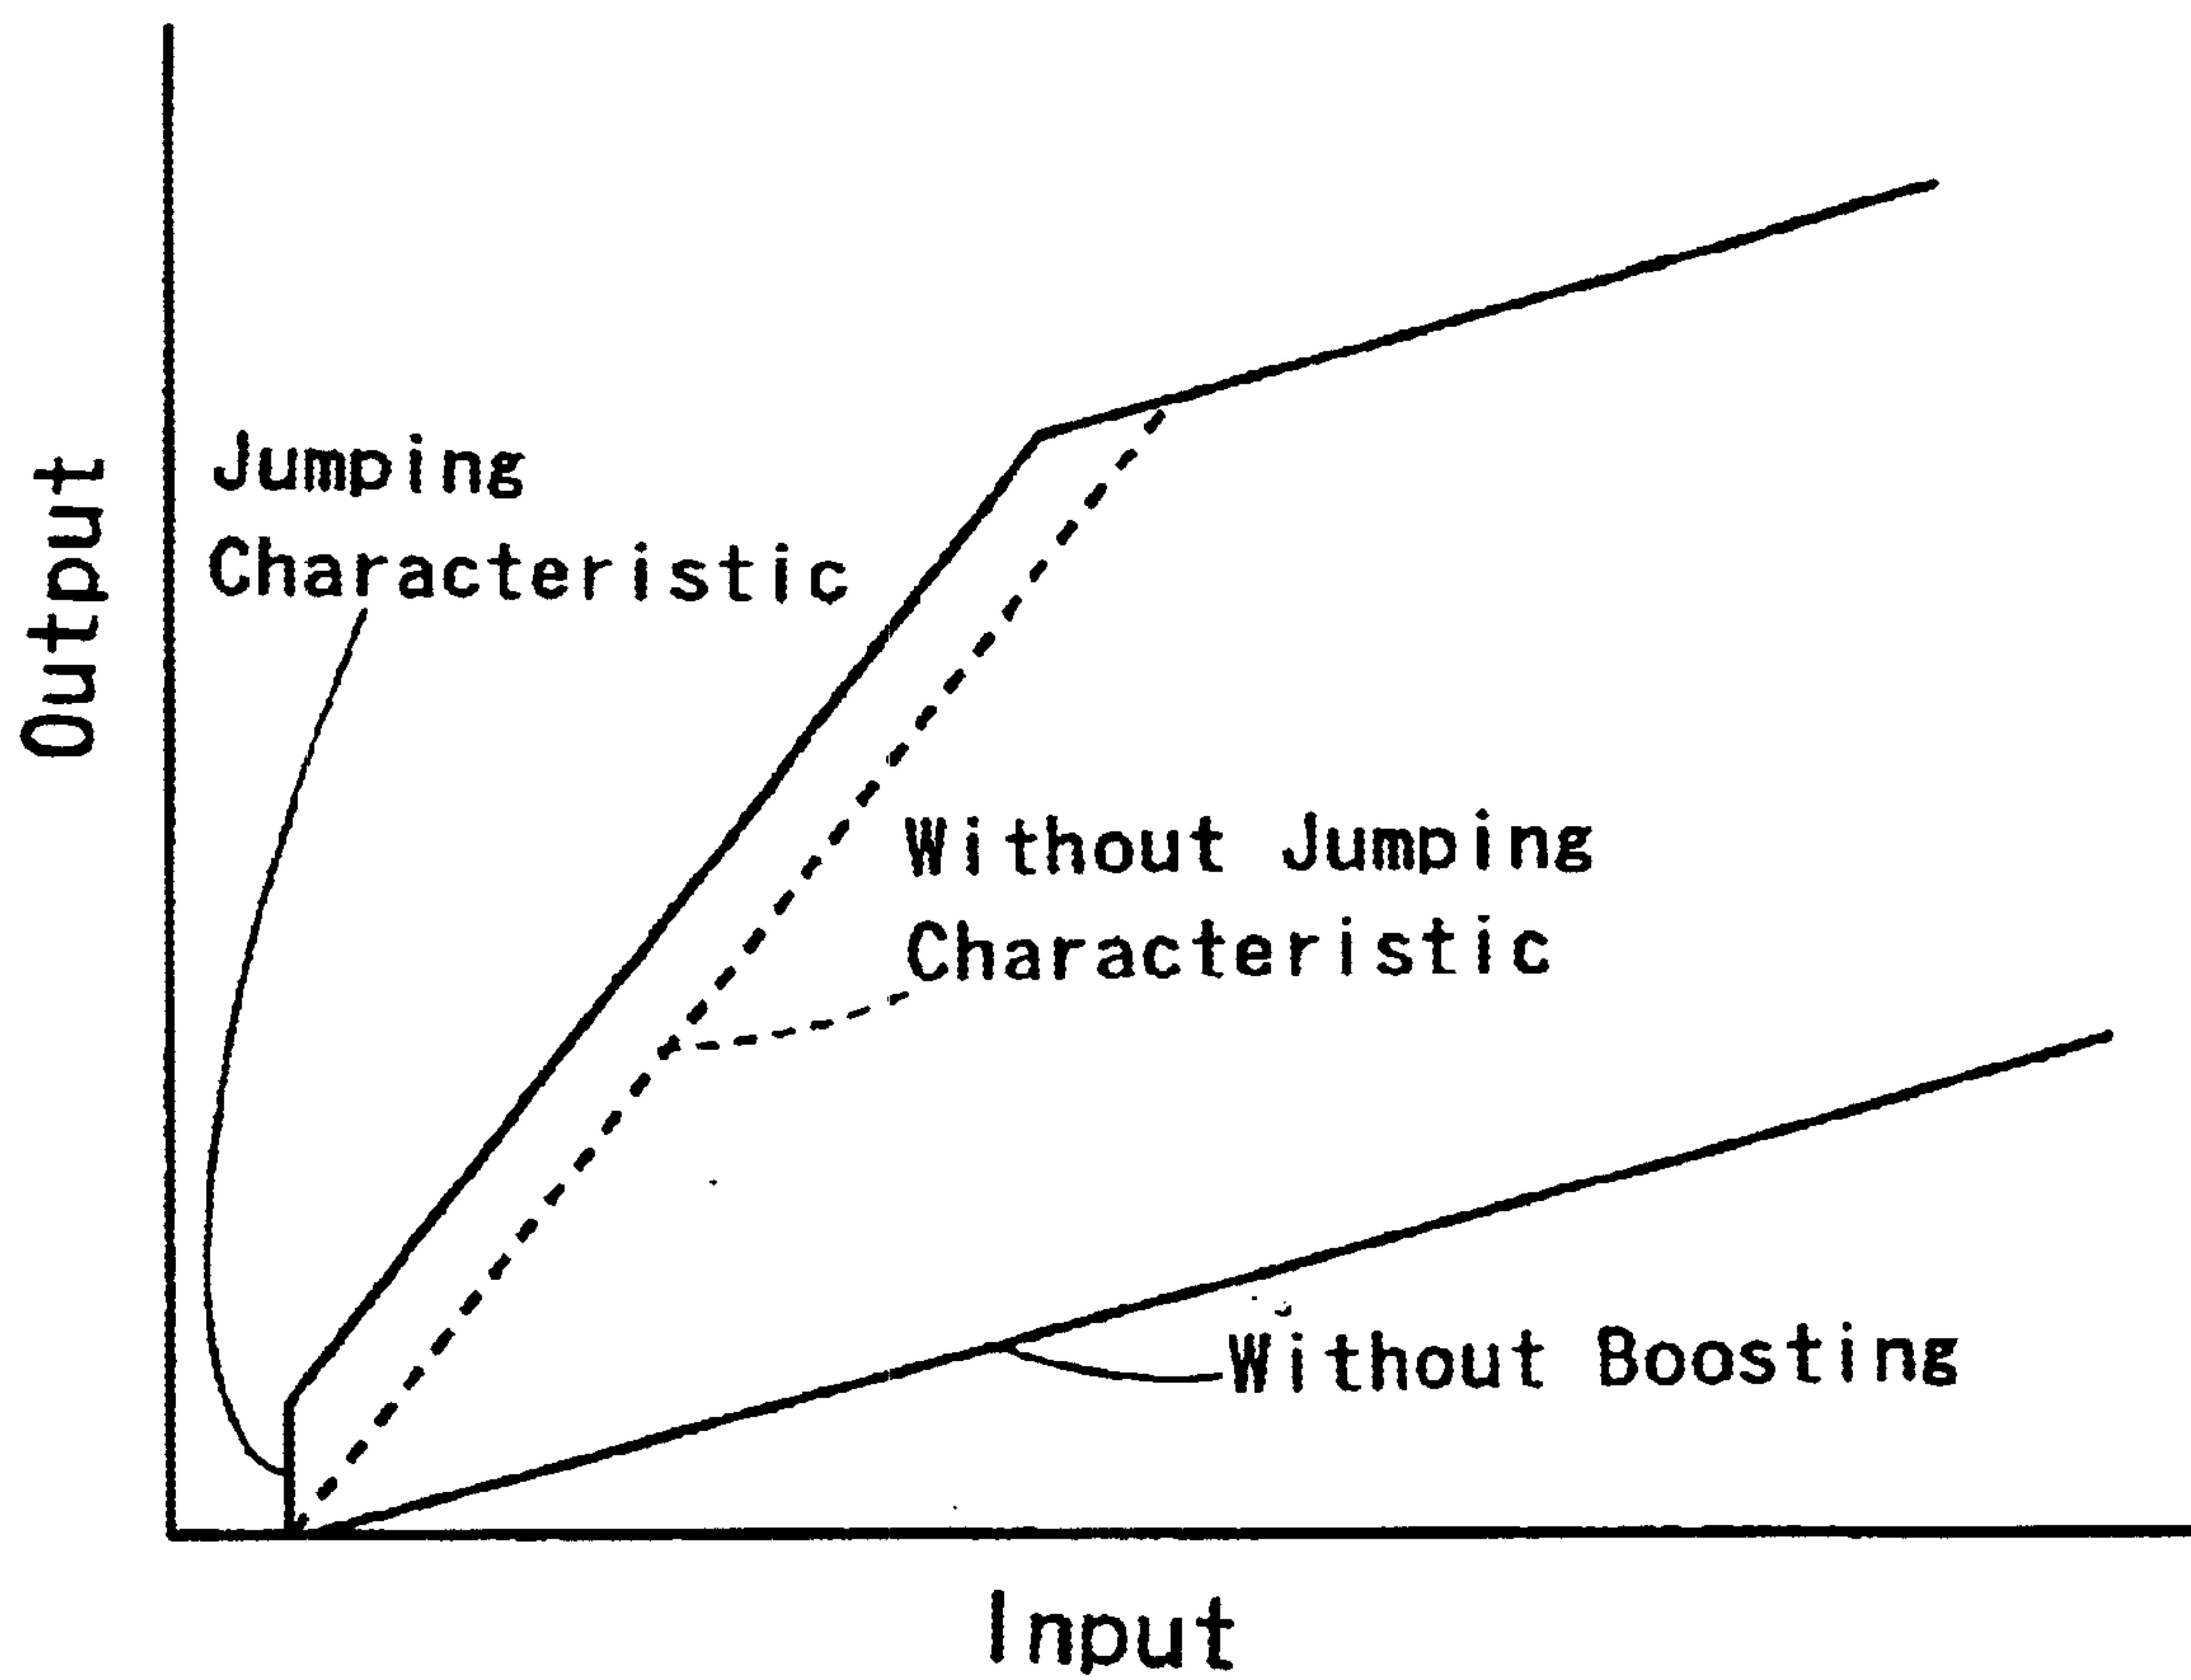 Output
Jumping
Characteristic
Without Jumping
Characteristic
Without Boosting
Input